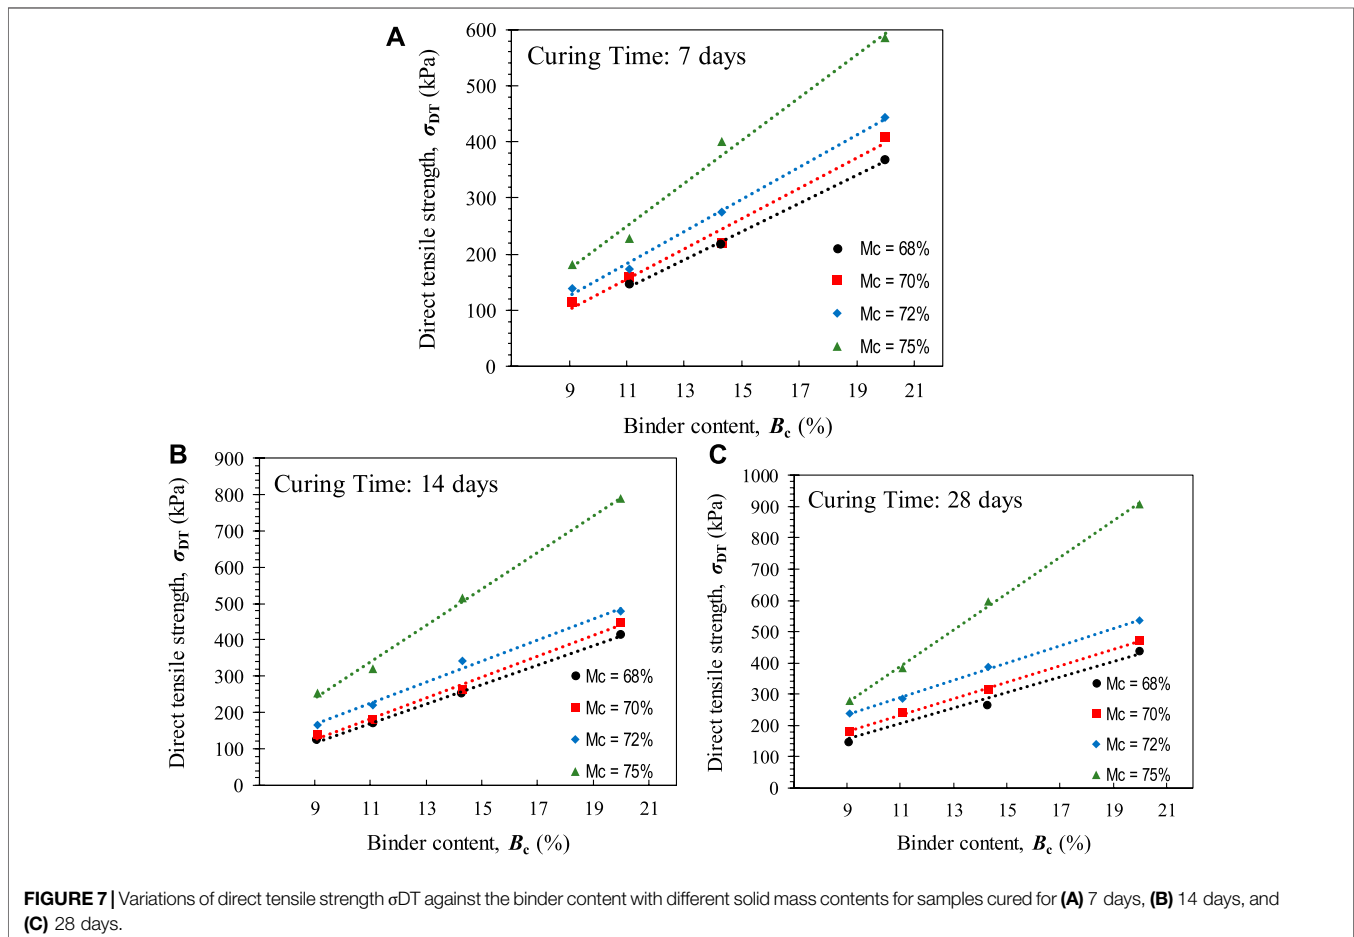 A
Curing Time: 7 days
Direct tensile strength, σDT (kPa)
600
500
400
300
200
100
0
Mc = 68%
Mc = 70%
Mc = 72%
Mc = 75%
9 11 13 15 17 19 21
Binder content, Bc (%)
B
Curing Time: 14 days
Direct tensile strength, σDT (kPa)
900
800
700
600
500
400
300
200
100
0
Mc = 68%
Mc = 70%
Mc = 72%
Mc = 75%
9 11 13 15 17 19 21
Binder content, Bc (%)
C
Curing Time: 28 days
Direct tensile strength, σDT (kPa)
1000
900
800
700
600
500
400
300
200
100
0
Mc = 68%
Mc = 70%
Mc = 72%
Mc = 75%
9 11 13 15 17 19 21
Binder content, Bc (%)
FIGURE 7 | Variations of direct tensile strength σDT against the binder content with different solid mass contents for samples cured for (A) 7 days, (B) 14 days, and
(C) 28 days.